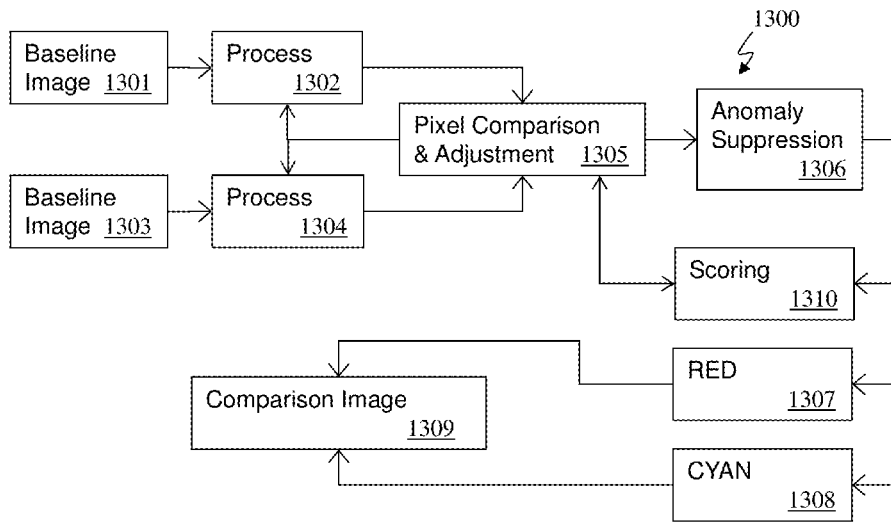 1300
Baseline
Image 1301
Process
1302
Pixel Comparison
& Adjustment 1305
Anomaly
Suppression
1306
Baseline
Image 1303
Process
1304
Scoring
1310
RED
1307
Comparison Image
1309
CYAN
1308